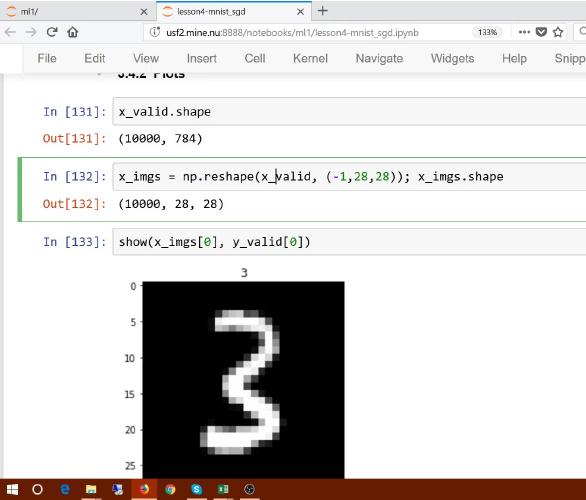 ml1/
lesson4-mnist_sgd
usf2.mine.nu:8888/notebooks/ml1/lesson4-mnist_sgd.ipynb
133%
File Edit View Insert Cell Kernel Navigate Widgets Help Snipp
3.4.2 Plots
In [131]: x_valid.shape
Out[131]: (10000, 784)
In [132]: x_imgs = np.reshape(x_valid, (-1,28,28)); x_imgs.shape
Out[132]: (10000, 28, 28)
In [133]: show(x_imgs[0], y_valid[0])
3
0
5
10
15
20
25